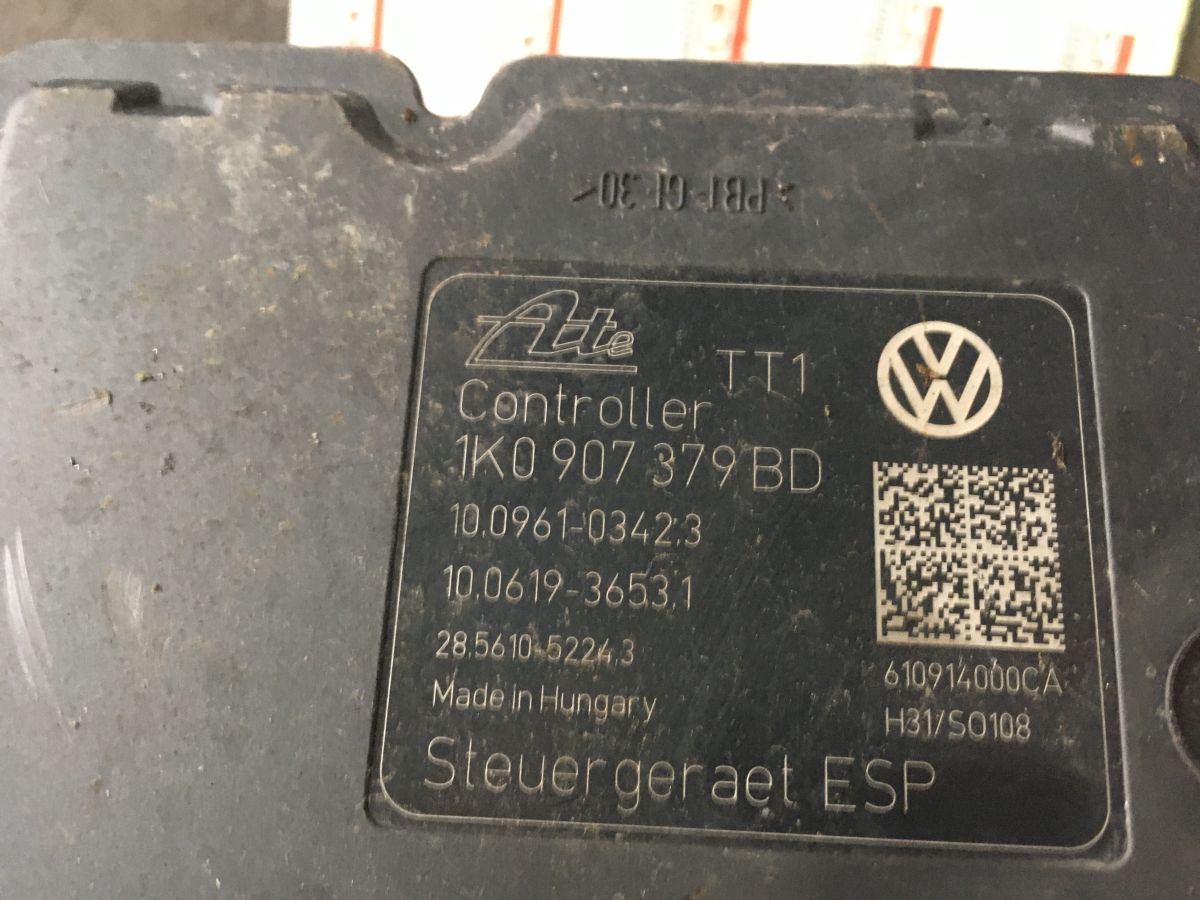 >PBT-GF30<
Ate
TT1
Controller
1K0 907 379 BD
10.0961-0342.3
10.0619-3653.1
28.5610-5224.3
Made in Hungary
610914000CA
H31/SO108
Steuergeraet ESP